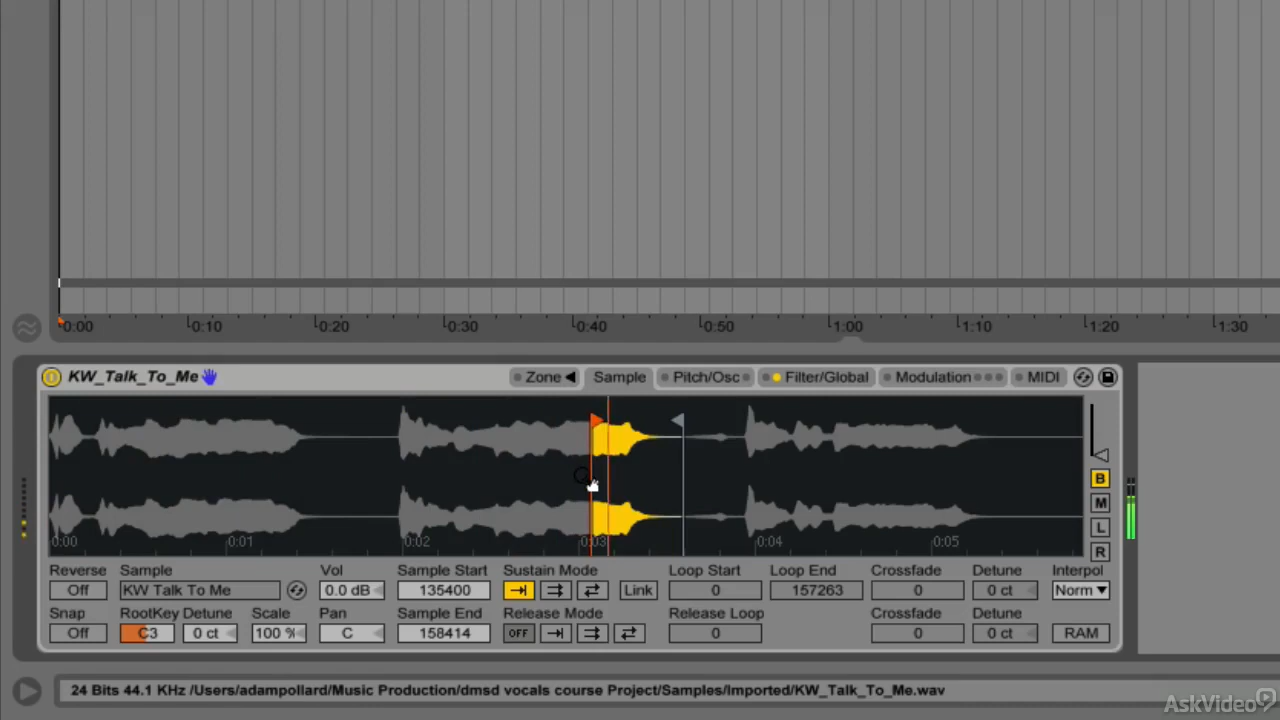 0:00 0:10 0:20 0:30 0:40 0:50 1:00 1:10 1:20 1:30
KW_Talk_To_Me Zone Sample Pitch/Osc Filter/Global Modulation MIDI
B
M
L
R
0:00 0:01 0:02 0:03 0:04 0:05
Reverse Sample Vol Sample Start Sustain Mode Loop Start Loop End Crossfade Detune Interpol
Off KW Talk To Me 0.0 dB 135400 Link 0 157263 0 0 ct Norm
Snap RootKey Detune Scale Pan Sample End Release Mode Release Loop Crossfade Detune
Off C3 0 ct 100 % C 158414 OFF 0 0 0 ct RAM
24 Bits 44.1 KHz /Users/adampollard/Music Production/dmsd vocals course Project/Samples/Imported/KW_Talk_To_Me.wav
AskVideo